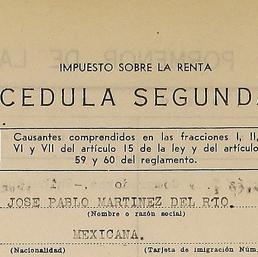 IMPUESTO SOBRE LA RENTA
CEDULA SEGUNDA
Causantes comprendidos en las fracciones I, II,
VI y VII del artículo 15 de la ley y del artículo
59 y 60 del reglamento.
JOSE PABLO MARTINEZ DEL RIO.
(Nombre o razón social)
MEXICANA.
(Nacionalidad) (Tarjeta de imigración Núm.